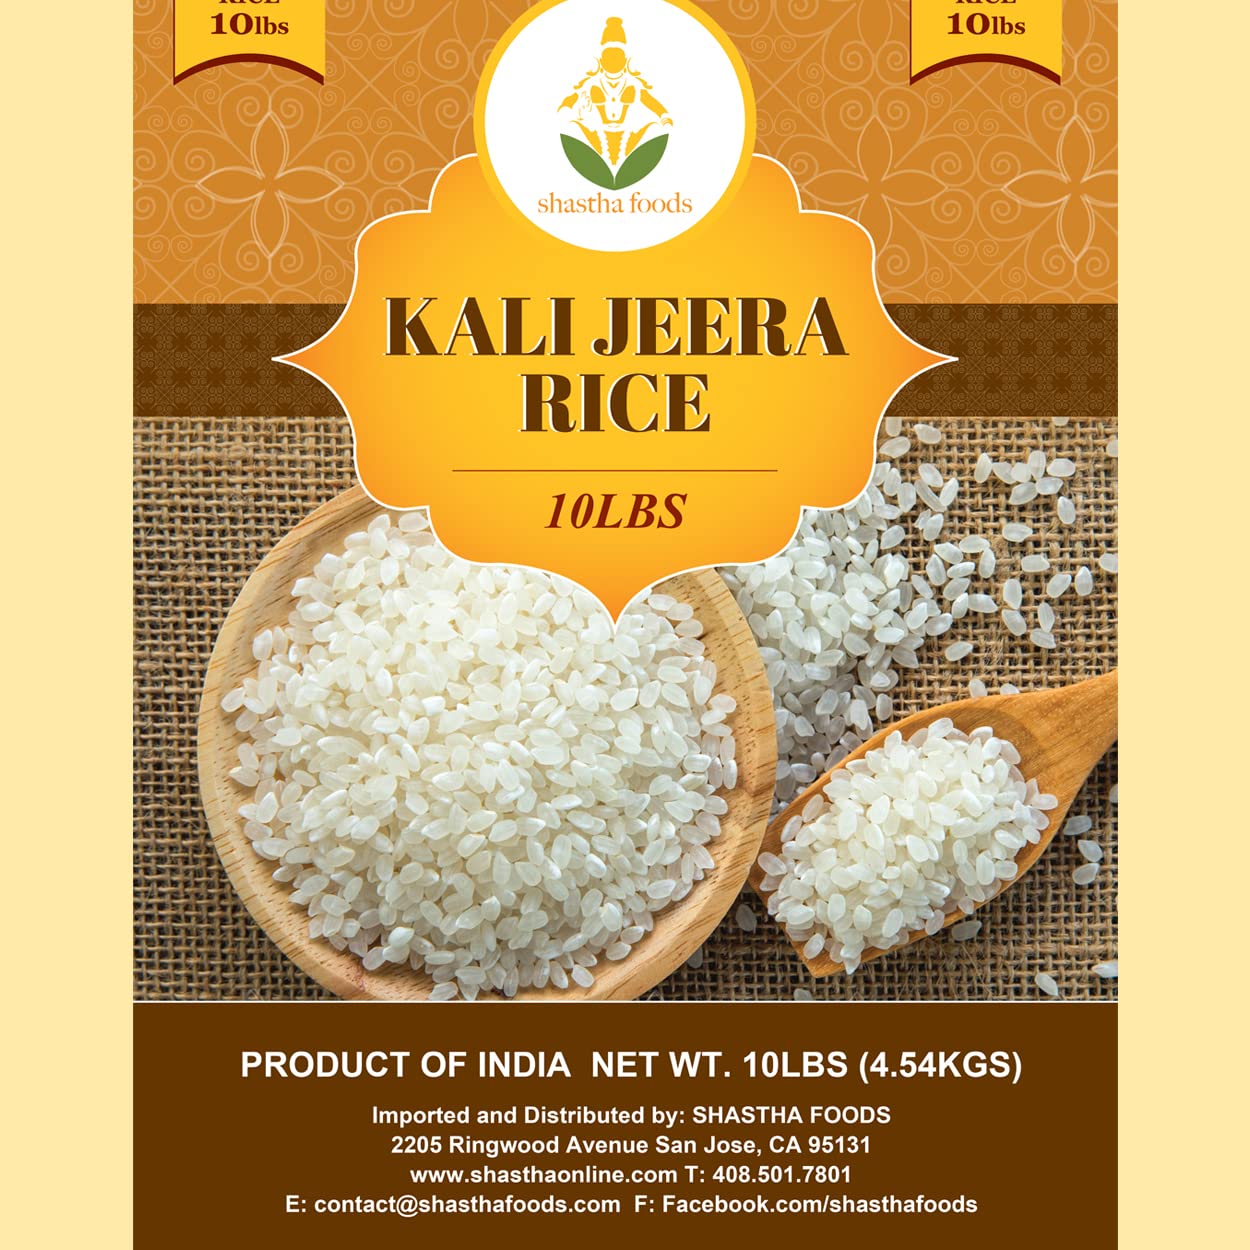 RICE
10lbs
RICE
10lbs
shastha foods
KALI JEERA
RICE
10LBS
PRODUCT OF INDIA NET WT. 10LBS (4.54KGS)
Imported and Distributed by: SHASTHA FOODS
2205 Ringwood Avenue San Jose, CA 95131
www.shasthaonline.com T: 408.501.7801
E: contact@shasthafoods.com F: Facebook.com/shasthafoods